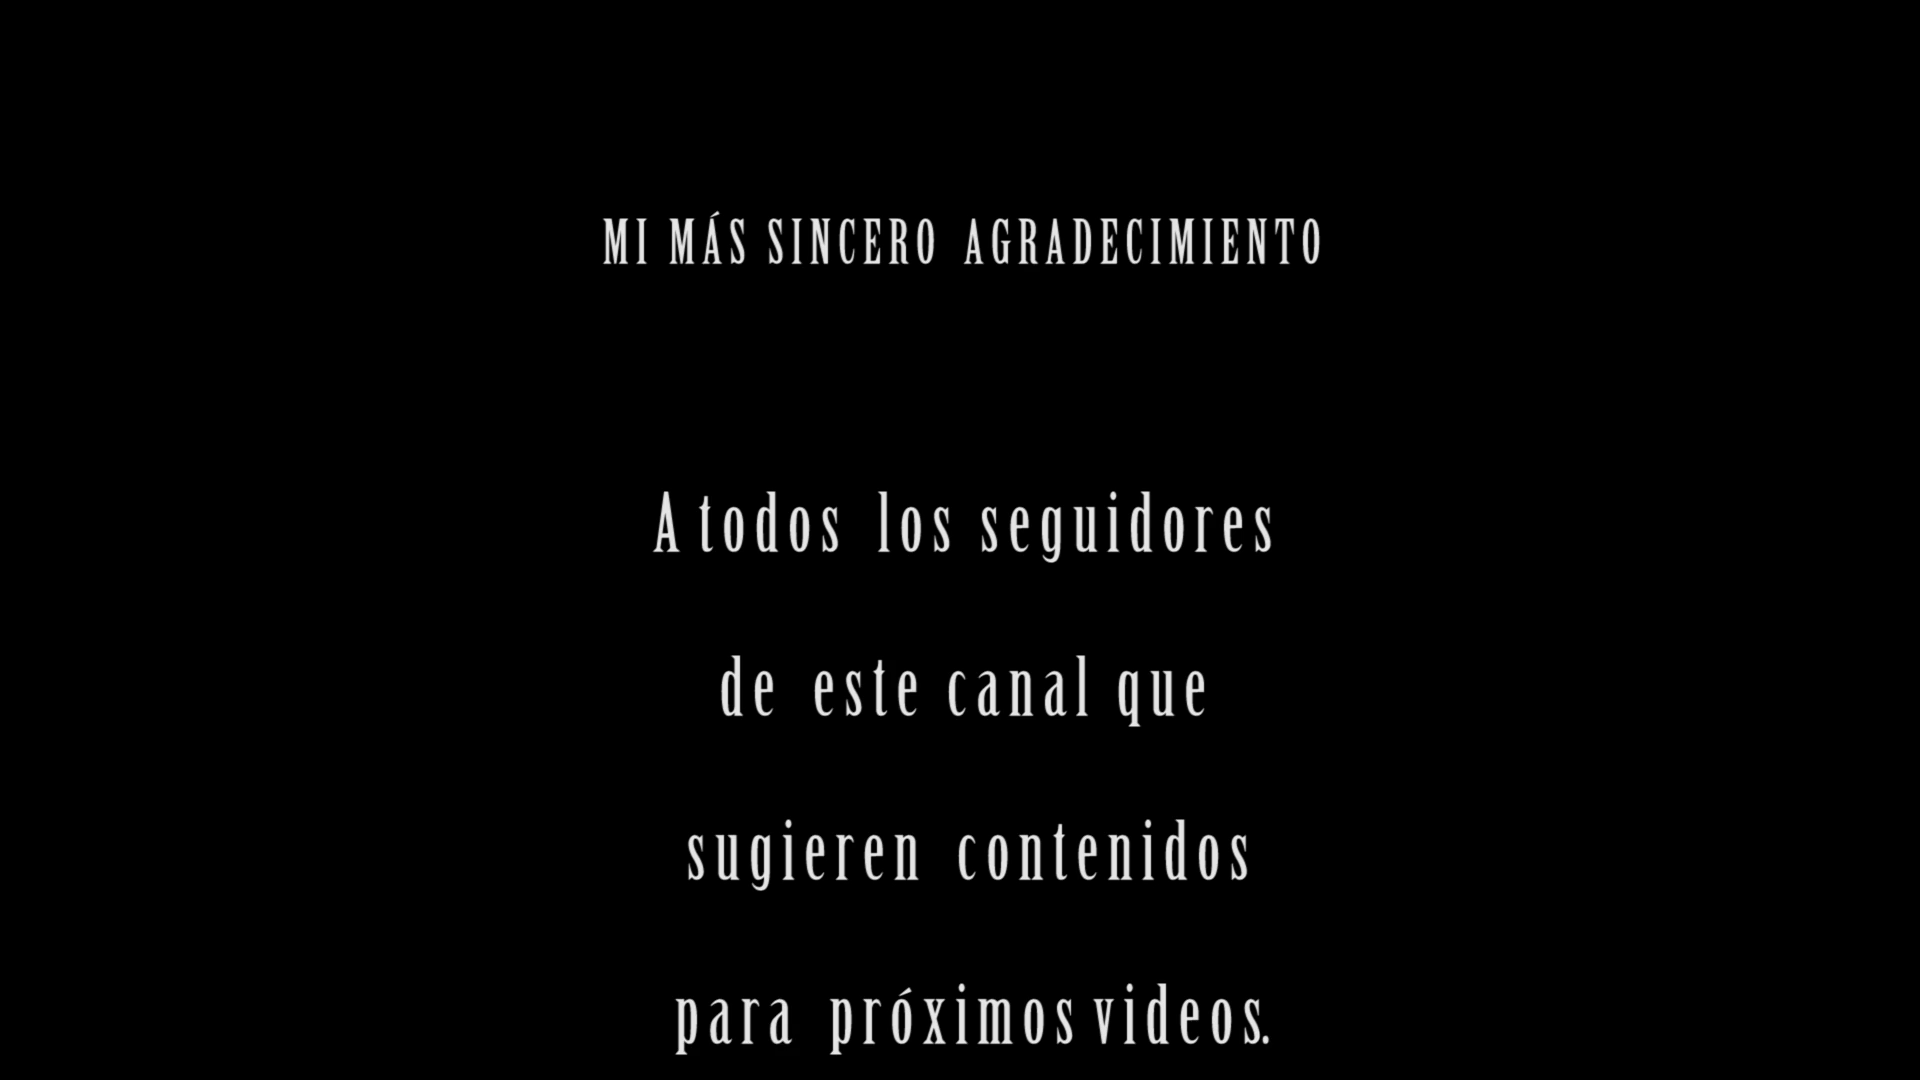 MI MÁS SINCERO AGRADECIMIENTO
A todos los seguidores
de este canal que
sugieren contenidos
para próximos videos.